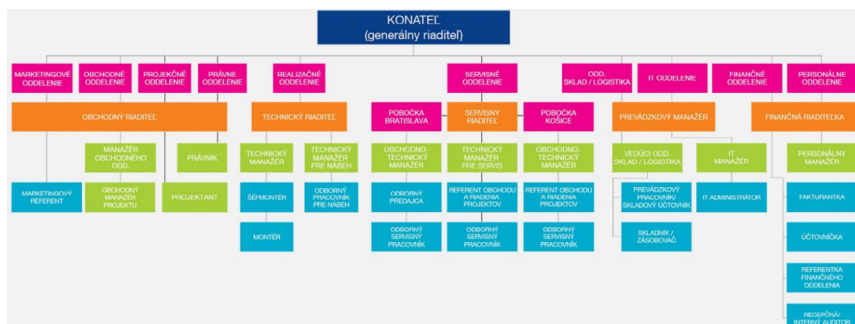 KONATEĽ
(generálny riaditeľ)
MARKETINGOVÉ
ODDELENIE
OBCHODNÉ
ODDELENIE
PROJEKČNÉ
ODDELENIE
PRÁVNE
ODDELENIE
REALIZAČNÉ
ODDELENIE
SERVISNÉ
ODDELENIE
ODD.
SKLAD / LOGISTIKA
IT ODDELENIE
FINANČNÉ
ODDELENIE
PERSONÁLNE
ODDELENIE
OBCHODNÝ RIADITEĽ
TECHNICKÝ RIADITEĽ
POBOČKA
BRATISLAVA
SERVISNÝ
RIADITEĽ
POBOČKA
KOŠICE
PREVÁDZKOVÝ MANAŽÉR
FINANČNÁ RIADITEĽKA
MANAŽÉR
OBCHODNÉHO
ODD.
PRÁVNIK
TECHNICKÝ
MANAŽÉR
TECHNICKÝ
MANAŽÉR
PRE NÁBEH
OBCHODNO-
TECHNICKÝ
MANAŽÉR
TECHNICKÝ
MANAŽÉR
PRE SERVIS
OBCHODNO-
TECHNICKÝ
MANAŽÉR
VEDÚCI ODD.
SKLAD / LOGISTIKA
IT
MANAŽÉR
PERSONÁLNY
MANAŽÉR
MARKETINGOVÝ
REFERENT
OBCHODNÝ
MANAŽÉR
PROJEKTU
PROJEKTANT
ŠÉFMONTÉR
ODBORNÝ
PRACOVNÍK
PRE NÁBEH
ODBORNÝ
PREDAJCA
REFERENT OBCHODU
A RIADENIA
PROJEKTOV
REFERENT OBCHODU
A RIADENIA
PROJEKTOV
PREVÁDZKOVÝ
PRACOVNÍK/
SKLADOVÝ ÚČTOVNÍK
IT ADMINISTRÁTOR
FAKTURANTKA
MONTÉR
ODBORNÝ
SERVISNÝ
PRACOVNÍK
ODBORNÝ
SERVISNÝ
PRACOVNÍK
ODBORNÝ
SERVISNÝ
PRACOVNÍK
SKLADNÍK /
ZÁSOBOVAČ
ÚČTOVNÍČKA
REFERENTKA
FINANČNÉHO
ODDELENIA
RECEPČNÁ/
INTERNÝ AUDITOR